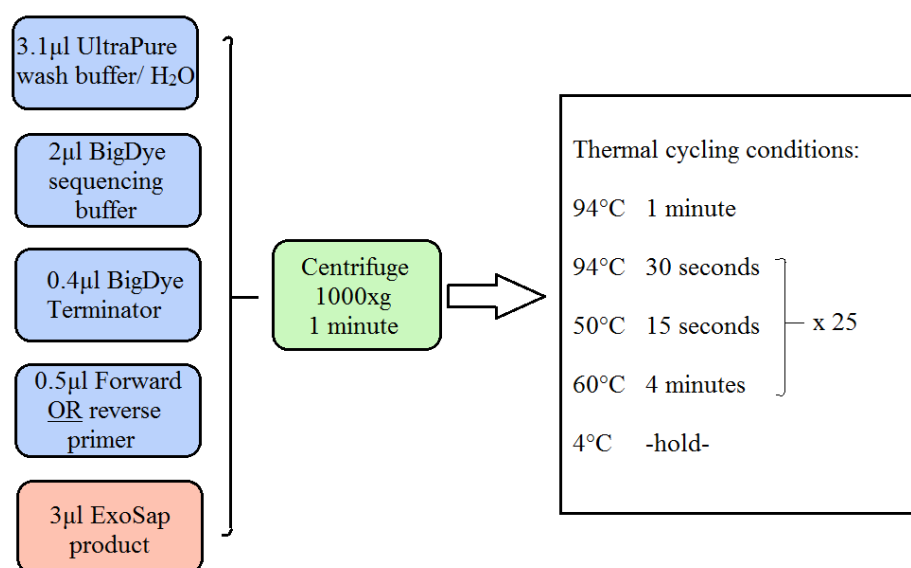 3.1µl UltraPure
wash buffer/ H₂O
2µl BigDye
sequencing
buffer
0.4µl BigDye
Terminator
0.5µl Forward
OR reverse
primer
3µl ExoSap
product
Centrifuge
1000xg
1 minute
Thermal cycling conditions:
94°C 1 minute
94°C 30 seconds
50°C 15 seconds
x 25
60°C 4 minutes
4°C -hold-